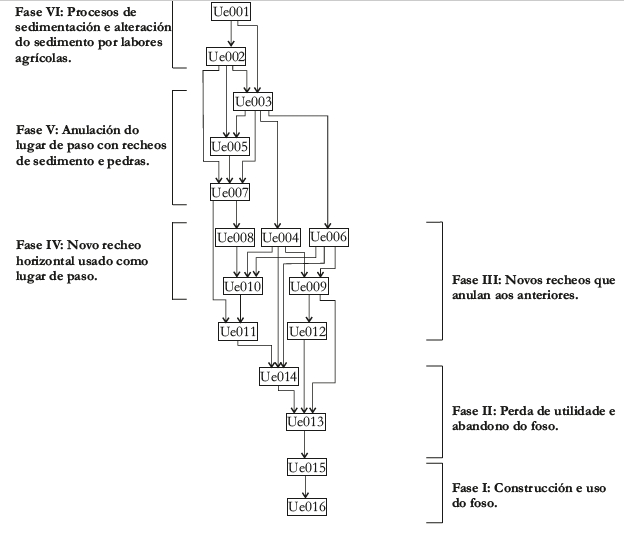 Fase VI: Procesos de
sedimentación e alteración
do sedimento por labores
agrícolas.
Ue001
Ue002
Ue003
Fase V: Anulación do
lugar de paso con recheos
de sedimento e pedras.
Ue005
Ue007
Fase IV: Novo recheo
horizontal usado como
lugar de paso.
Ue008
Ue004
Ue006
Ue010
Ue009
Fase III: Novos recheos que
anulan aos anteriores.
Ue011
Ue012
Ue014
Ue013
Fase II: Perda de utilidade e
abandono do foso.
Ue015
Ue016
Fase I: Construcción e uso
do foso.